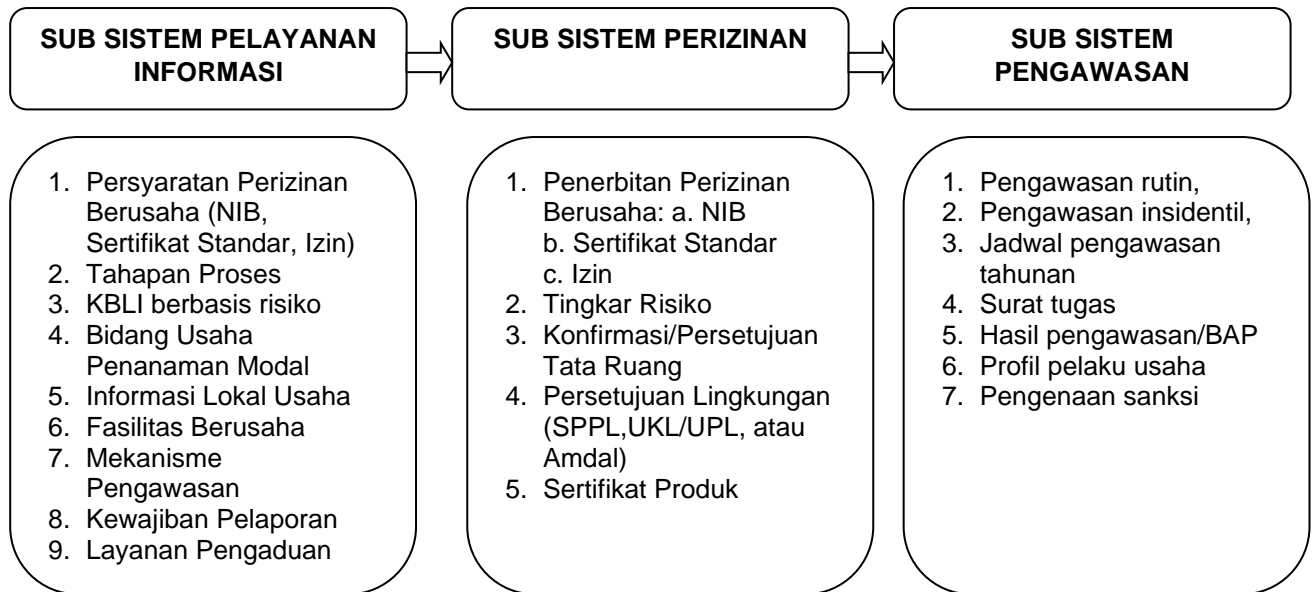 SUB SISTEM PELAYANAN
INFORMASI
SUB SISTEM PERIZINAN
SUB SISTEM
PENGAWASAN
1. Persyaratan Perizinan
Berusaha (NIB,
Sertifikat Standar, Izin)
2. Tahapan Proses
3. KBLI berbasis risiko
4. Bidang Usaha
Penanaman Modal
5. Informasi Lokal Usaha
6. Fasilitas Berusaha
7. Mekanisme
Pengawasan
8. Kewajiban Pelaporan
9. Layanan Pengaduan
1. Penerbitan Perizinan
Berusaha: a. NIB
b. Sertifikat Standar
c. Izin
2. Tingkar Risiko
3. Konfirmasi/Persetujuan
Tata Ruang
4. Persetujuan Lingkungan
(SPPL,UKL/UPL, atau
Amdal)
5. Sertifikat Produk
1. Pengawasan rutin,
2. Pengawasan insidentil,
3. Jadwal pengawasan
tahunan
4. Surat tugas
5. Hasil pengawasan/BAP
6. Profil pelaku usaha
7. Pengenaan sanksi